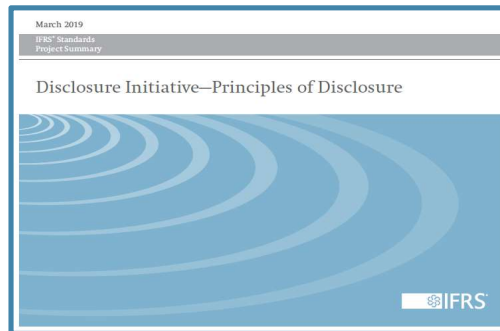 March 2019
IFRS® Standards
Project Summary
Disclosure Initiative—Principles of Disclosure
IFRS®